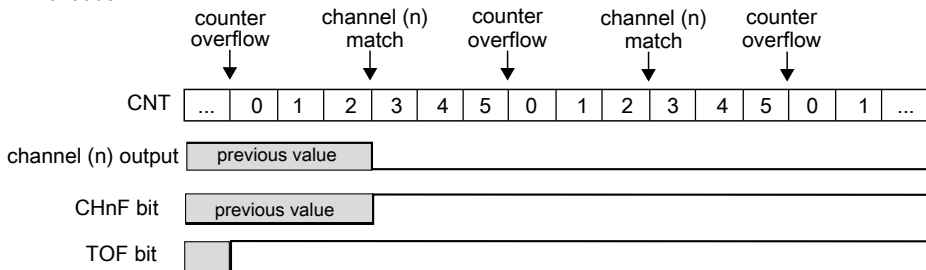 counter overflow
channel (n) match
counter overflow
channel (n) match
counter overflow
CNT ... 0 1 2 3 4 5 0 1 2 3 4 5 0 1 ...
channel (n) output previous value
CHnF bit previous value
TOF bit